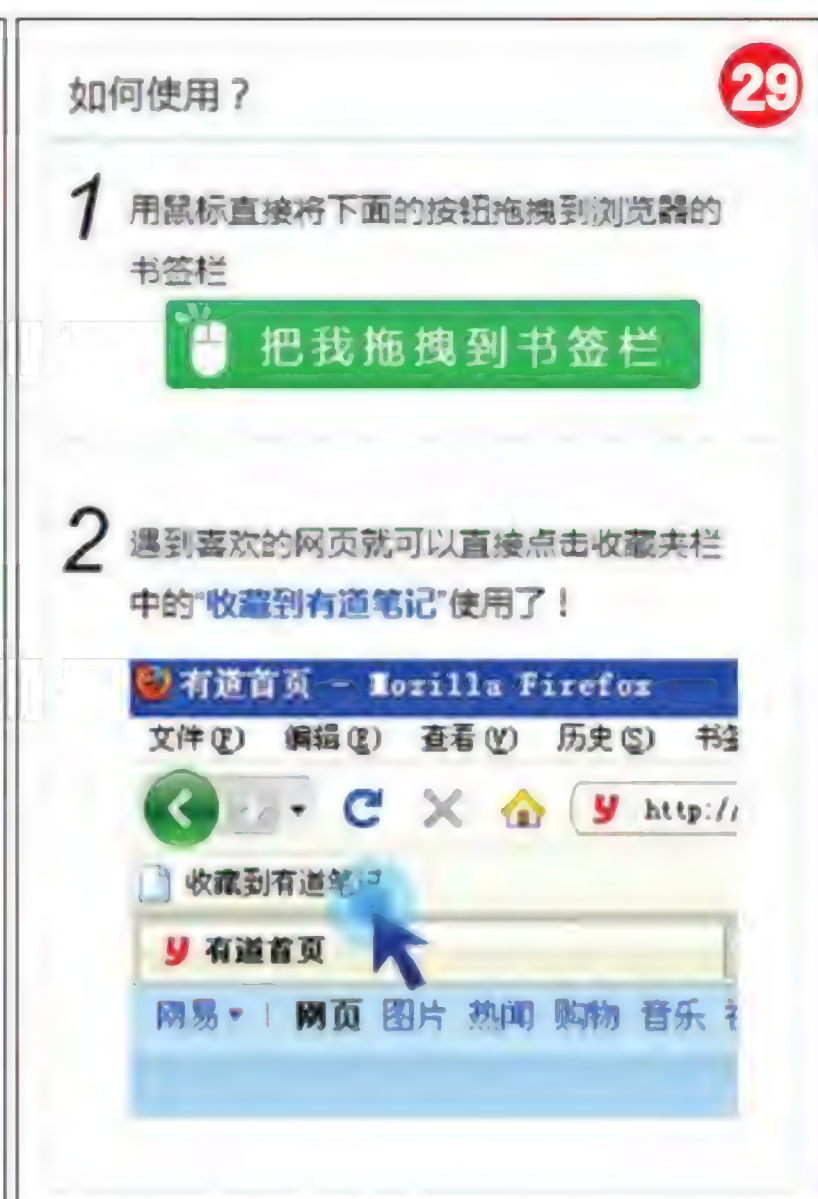 如何使用？
29
1 用鼠标直接将下面的按钮拖拽到浏览器的
书签栏
把我拖拽到书签栏
2 遇到喜欢的网页就可以直接点击收藏夹栏
中的“收藏到有道笔记”使用了！
有道首页 - Mozilla Firefox
文件(F) 编辑(E) 查看(V) 历史(S) 书签
http://
收藏到有道笔记
有道首页
网易 网页 图片 热闻 购物 音乐